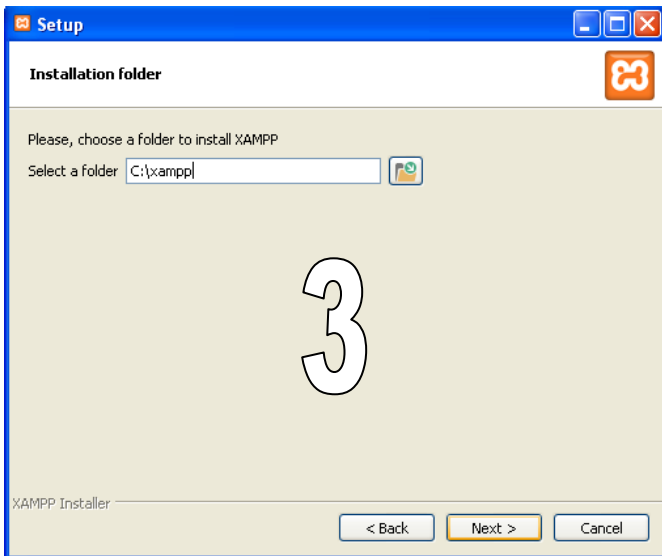 Setup
Installation folder
Please, choose a folder to install XAMPP
Select a folder C:\xampp
3
XAMPP Installer
< Back Next > Cancel